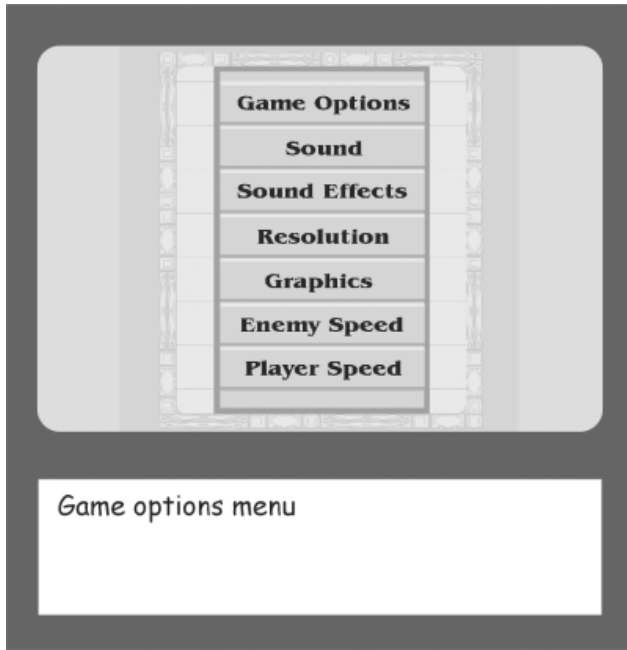 Game Options
Sound
Sound Effects
Resolution
Graphics
Enemy Speed
Player Speed
Game options menu